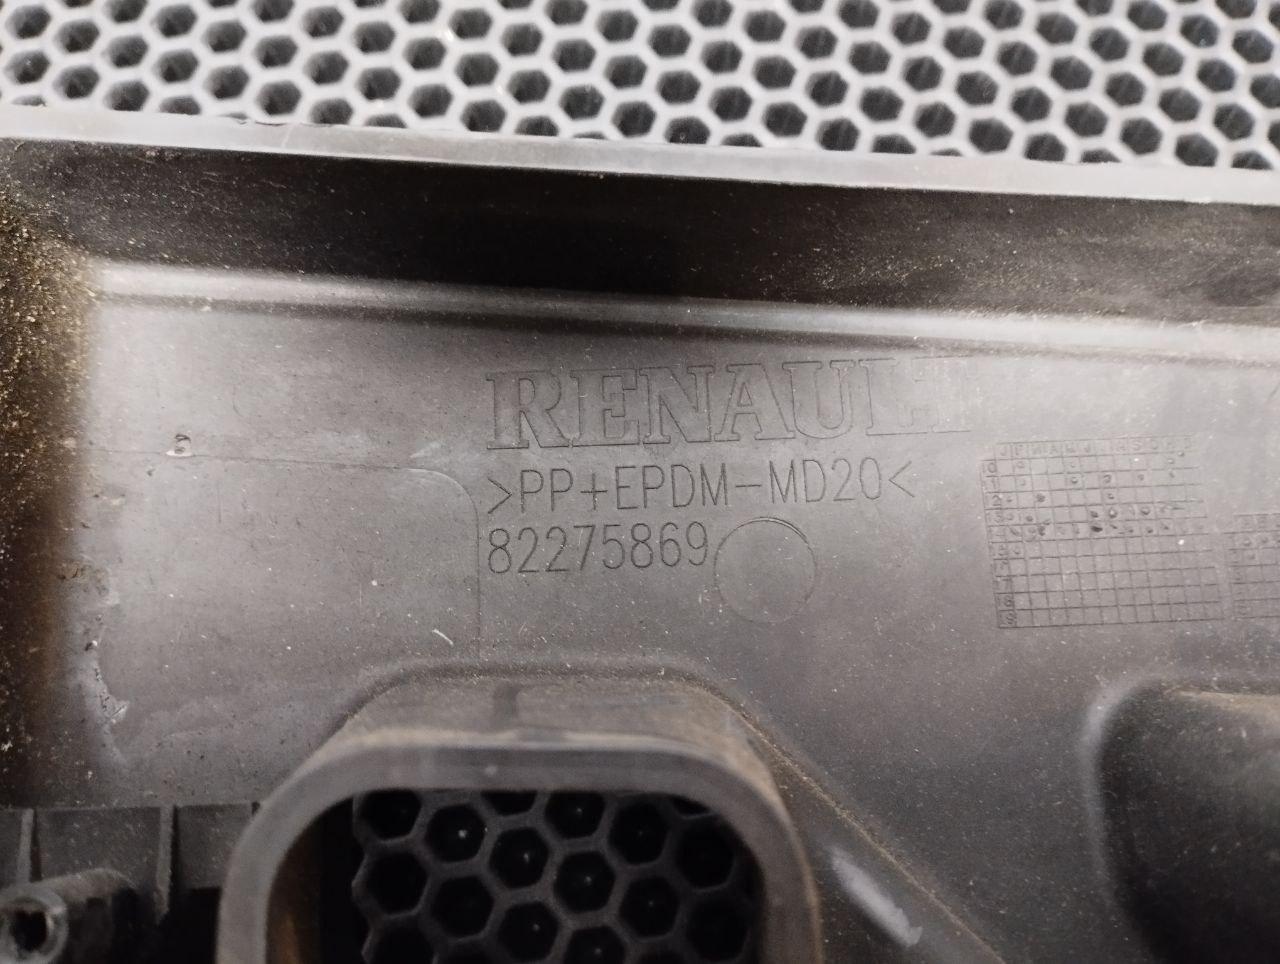 RENAULT
>PP+EPDM-MD20<
82275869